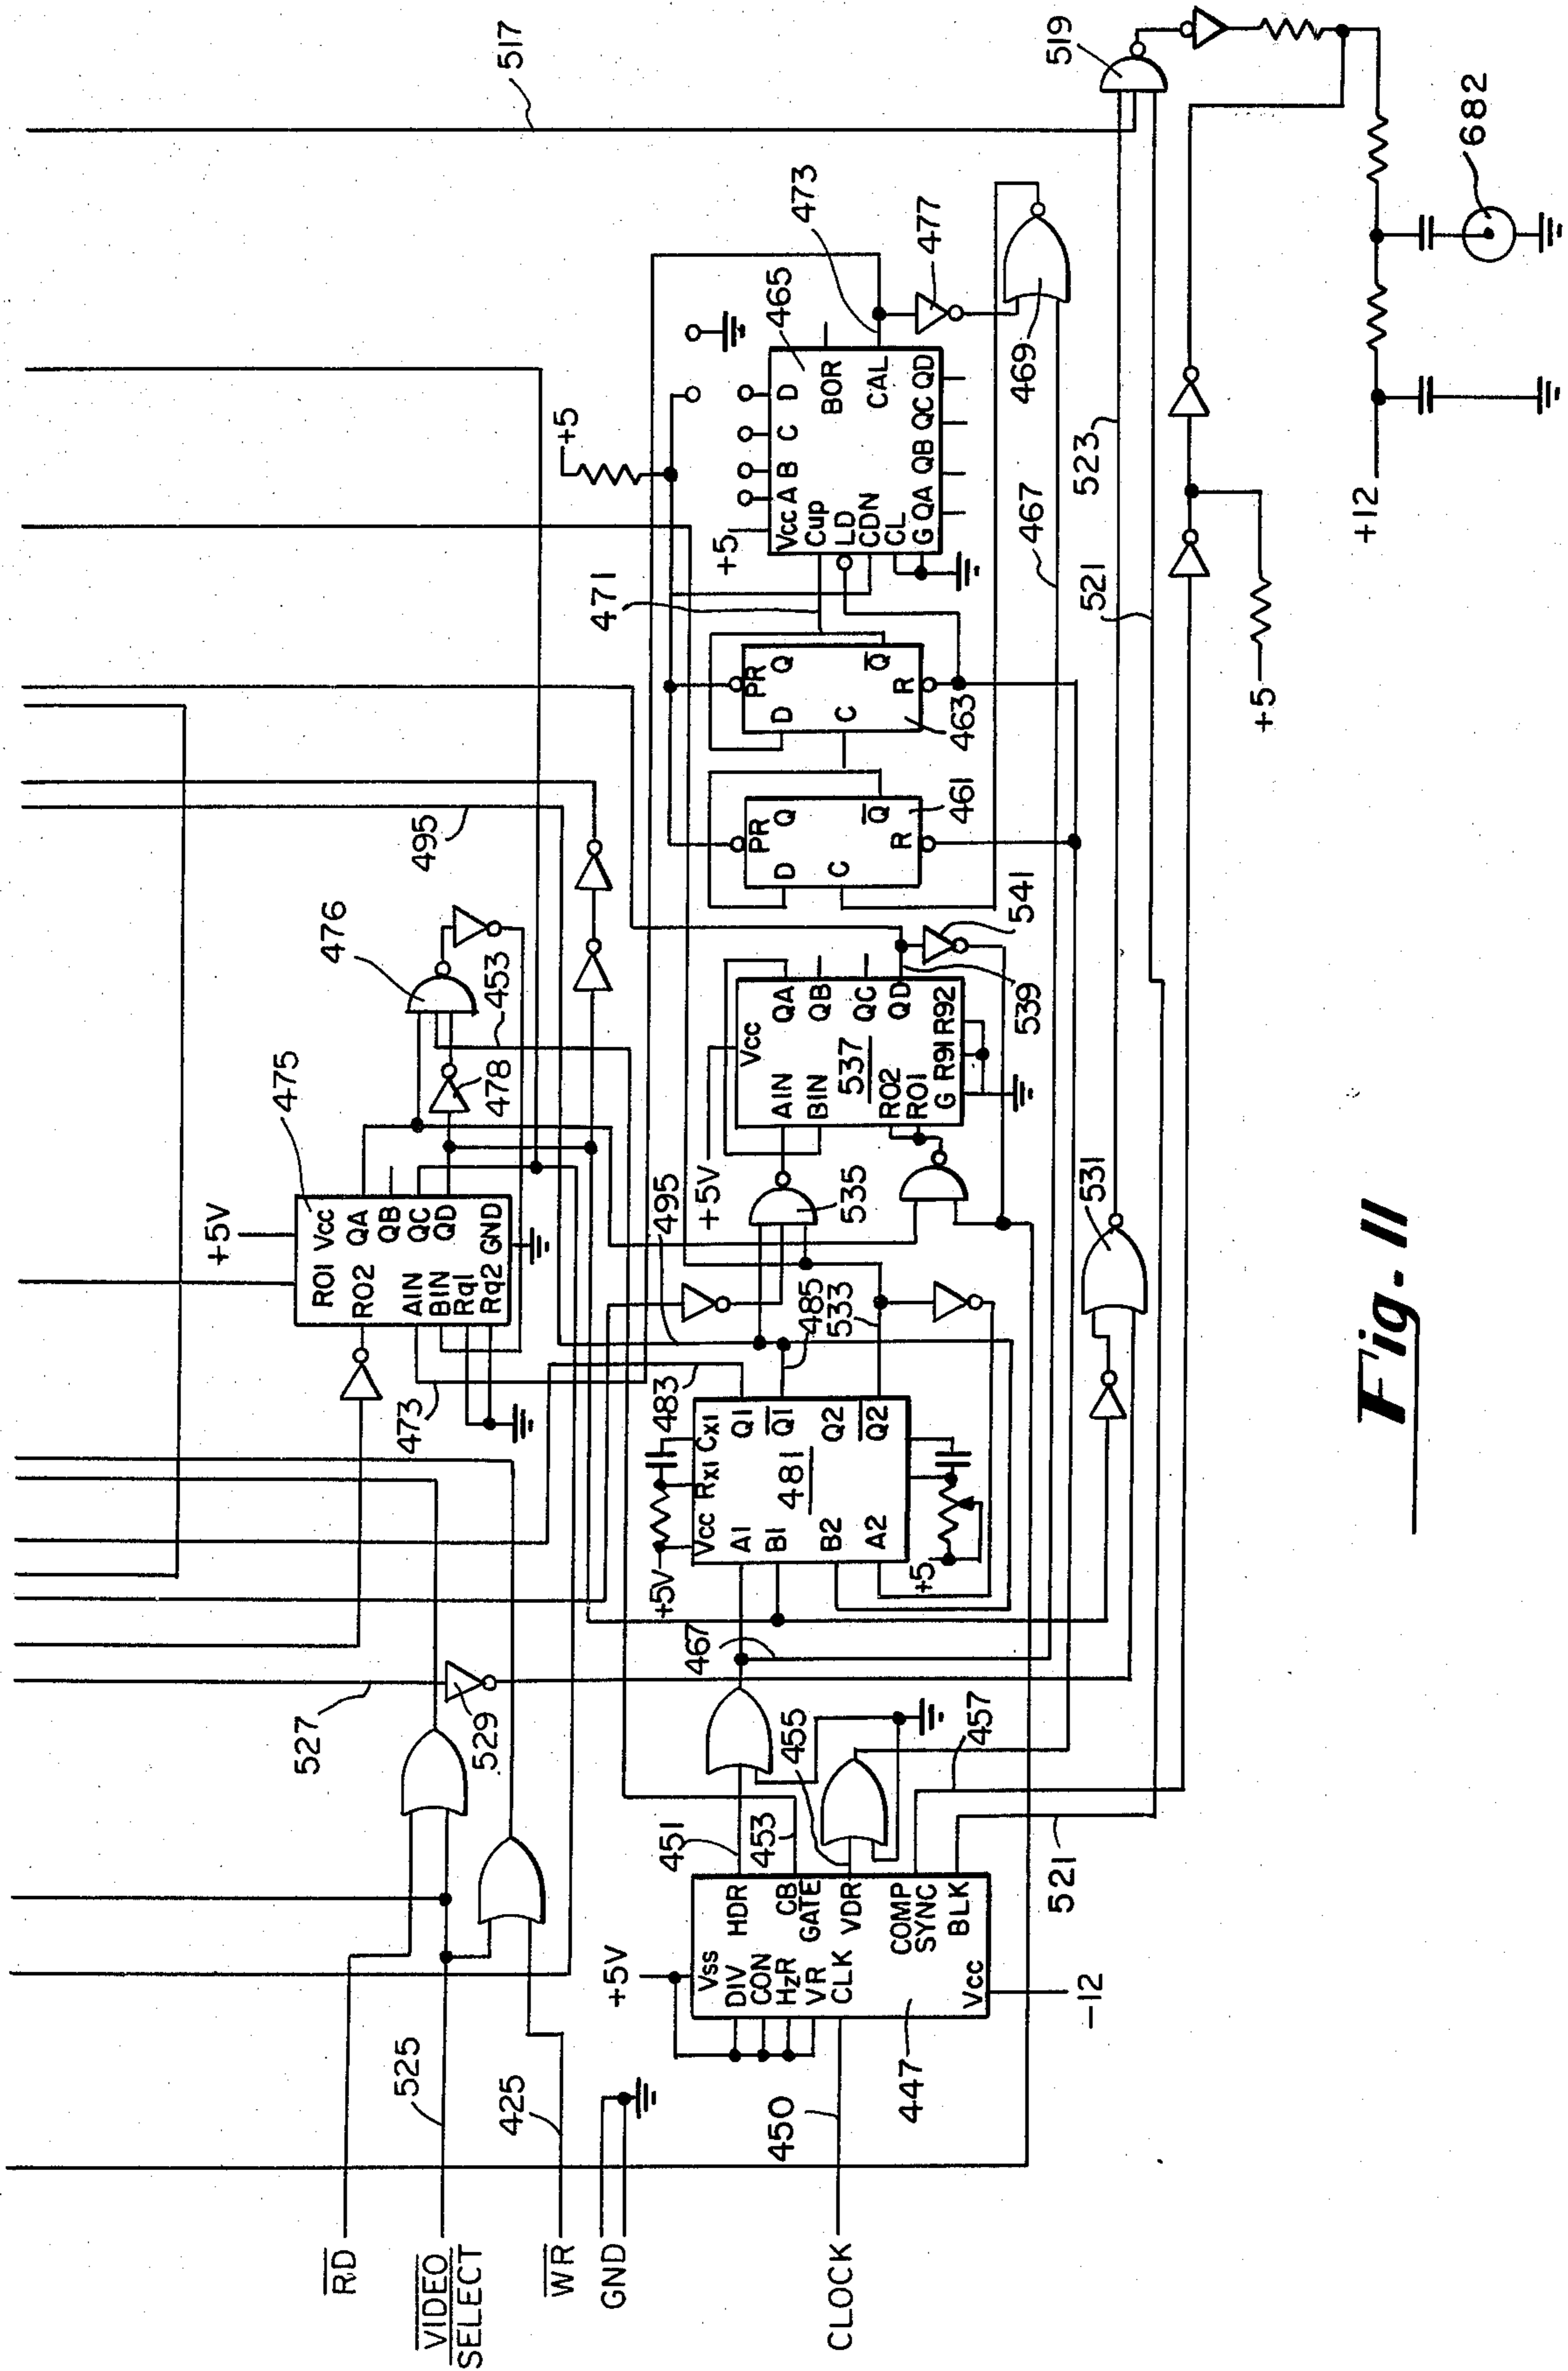 RD
VIDEO
SELECT
525
WR
425
GND
CLOCK
450
527
529
+5V
Vss
DIV
CON
HzR
VR
CLK
HDR
CB
GATE
VDR
COMP
SYNC
BLK
Vcc
447
-12
451
453
455
457
521
467
473
+5V
RO1
Vcc
RO2
AIN
BIN
Rq1
Rq2
QA
QB
QC
QD
GND
475
478
476
453
495
+5V
Vcc
Rx1
Cx1
A1
B1
B2
A2
Q1
Q1
Q2
Q2
481
+5
483
485
533
495
535
531
+5V
Vcc
AIN
BIN
RO2
RO1
G
R91
R92
QA
QB
QC
QD
537
539
541
PR
D
Q
C
Q
R
461
PR
D
Q
C
Q
R
463
471
+5
+5
Vcc
A
B
C
D
Cup
LD
CDN
CL
G
QA
QB
QC
QD
BOR
CAL
465
473
477
469
467
517
519
523
521
+5
+12
682
Fig. 11